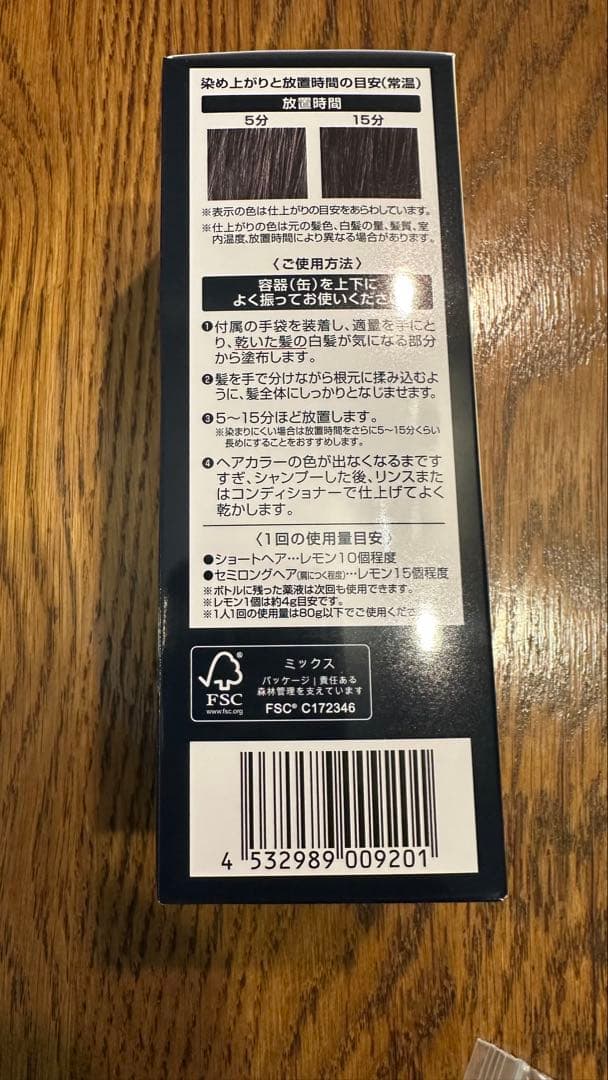 染め上がりと放置時間の目安(常温)
放置時間
5分 15分
※表示の色は仕上がりの目安をあらわしています。
※仕上がりの色は元の髪色、白髪の量、髪質、室
内温度、放置時間により異なる場合があります。
〈ご使用方法〉
容器(缶)を上下に
よく振ってお使いくださ
❶付属の手袋を装着し、適量を手にと
り、乾いた髪の白髪が気になる部分
から塗布します。
❷髪を手で分けながら根元に揉み込むよ
うに、髪全体にしっかりとなじませます。
❸5〜15分ほど放置します。
※染まりにくい場合は放置時間をさらに5〜15分くらい
長めにすることをおすすめします。
❹ヘアカラーの色が出なくなるまです
すぎ、シャンプーした後、リンスまた
はコンディショナーで仕上げてよく
乾かします。
〈1回の使用量目安〉
●ショートヘア…レモン10個程度
●セミロングヘア(肩につく程度)…レモン15個程度
※ボトルに残った薬液は次回も使用できます。
※レモン1個は約4g目安です。
※1人1回の使用量は80g以下でご使用くださ
FSC
www.fsc.org
ミックス
パッケージ|責任ある
森林管理を支えています
FSC® C172346
4 532989 009201